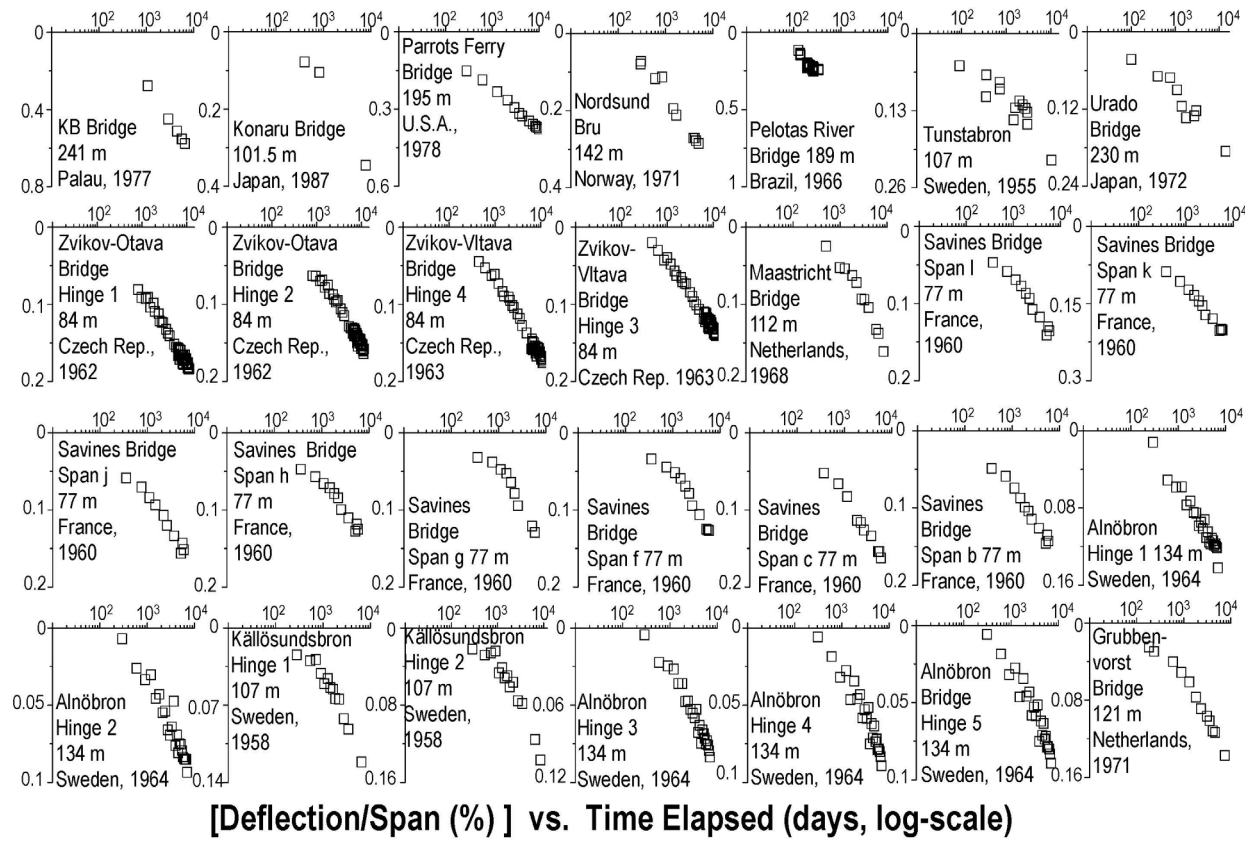 10² 10³ 10⁴
0
0.2
0.4
0.6
0.8
KB Bridge
241 m
Palau, 1977
10² 10³ 10⁴
0
0.2
0.4
Konaru Bridge
101.5 m
Japan, 1987
10² 10³ 10⁴
0
0.3
0.6
Parrots Ferry
Bridge
195 m
U.S.A.,
1978
10² 10³ 10⁴
0
0.2
0.4
Nordsund
Bru
142 m
Norway, 1971
10² 10³ 10⁴
0
0.5
1
Pelotas River
Bridge 189 m
Brazil, 1966
10² 10³ 10⁴
0
0.13
0.26
Tunstabron
107 m
Sweden, 1955
10² 10³ 10⁴
0
0.12
0.24
Urado
Bridge
230 m
Japan, 1972
10² 10³ 10⁴
0
0.1
0.2
Zvikov-Otava
Bridge
Hinge 1
84 m
Czech Rep.,
1962
10² 10³ 10⁴
0
0.1
0.2
Zvikov-Otava
Bridge
Hinge 2
84 m
Czech Rep.,
1962
10² 10³ 10⁴
0
0.1
0.2
Zvikov-Vltava
Bridge
Hinge 4
84 m
Czech Rep.,
1963
10² 10³ 10⁴
0
0.1
0.2
Zvikov-
Vltava
Bridge
Hinge 3
84 m
Czech Rep. 1963
10² 10³ 10⁴
0
0.1
0.2
Maastricht
Bridge
112 m
Netherlands,
1968
10² 10³ 10⁴
0
0.1
0.2
Savines Bridge
Span l
77 m
France,
1960
10² 10³ 10⁴
0
0.15
0.3
Savines Bridge
Span k
77 m
France,
1960
10² 10³ 10⁴
0
0.1
0.2
Savines Bridge
Span j
77 m
France,
1960
10² 10³ 10⁴
0
0.1
0.2
Savines Bridge
Span h
77 m
France,
1960
10² 10³ 10⁴
0
0.1
0.2
Savines
Bridge
Span g 77 m
France, 1960
10² 10³ 10⁴
0
0.1
0.2
Savines
Bridge
Span f 77 m
France, 1960
10² 10³ 10⁴
0
0.1
0.2
Savines
Bridge
Span c 77 m
France, 1960
10² 10³ 10⁴
0
0.1
0.2
Savines
Bridge
Span b 77 m
France, 1960
10² 10³ 10⁴
0
0.08
0.16
Alnöbron
Hinge 1 134 m
Sweden, 1964
10² 10³ 10⁴
0
0.05
0.1
Alnöbron
Hinge 2
134 m
Sweden, 1964
10² 10³ 10⁴
0
0.07
0.14
Källösundsbron
Hinge 1
107 m
Sweden,
1958
10² 10³ 10⁴
0
0.08
0.16
Källösundsbron
Hinge 2
107 m
Sweden,
1958
10² 10³ 10⁴
0
0.06
0.12
Alnöbron
Hinge 3
134 m
Sweden, 1964
10² 10³ 10⁴
0
0.05
0.1
Alnöbron
Hinge 4
134 m
Sweden, 1964
10² 10³ 10⁴
0
0.05
0.1
Alnöbron
Bridge
Hinge 5
134 m
Sweden, 1964
10² 10³ 10⁴
0
0.08
0.16
Grubben-
vorst
Bridge
121 m
Netherlands,
1971
[Deflection/Span (%) ] vs. Time Elapsed (days, log-scale)